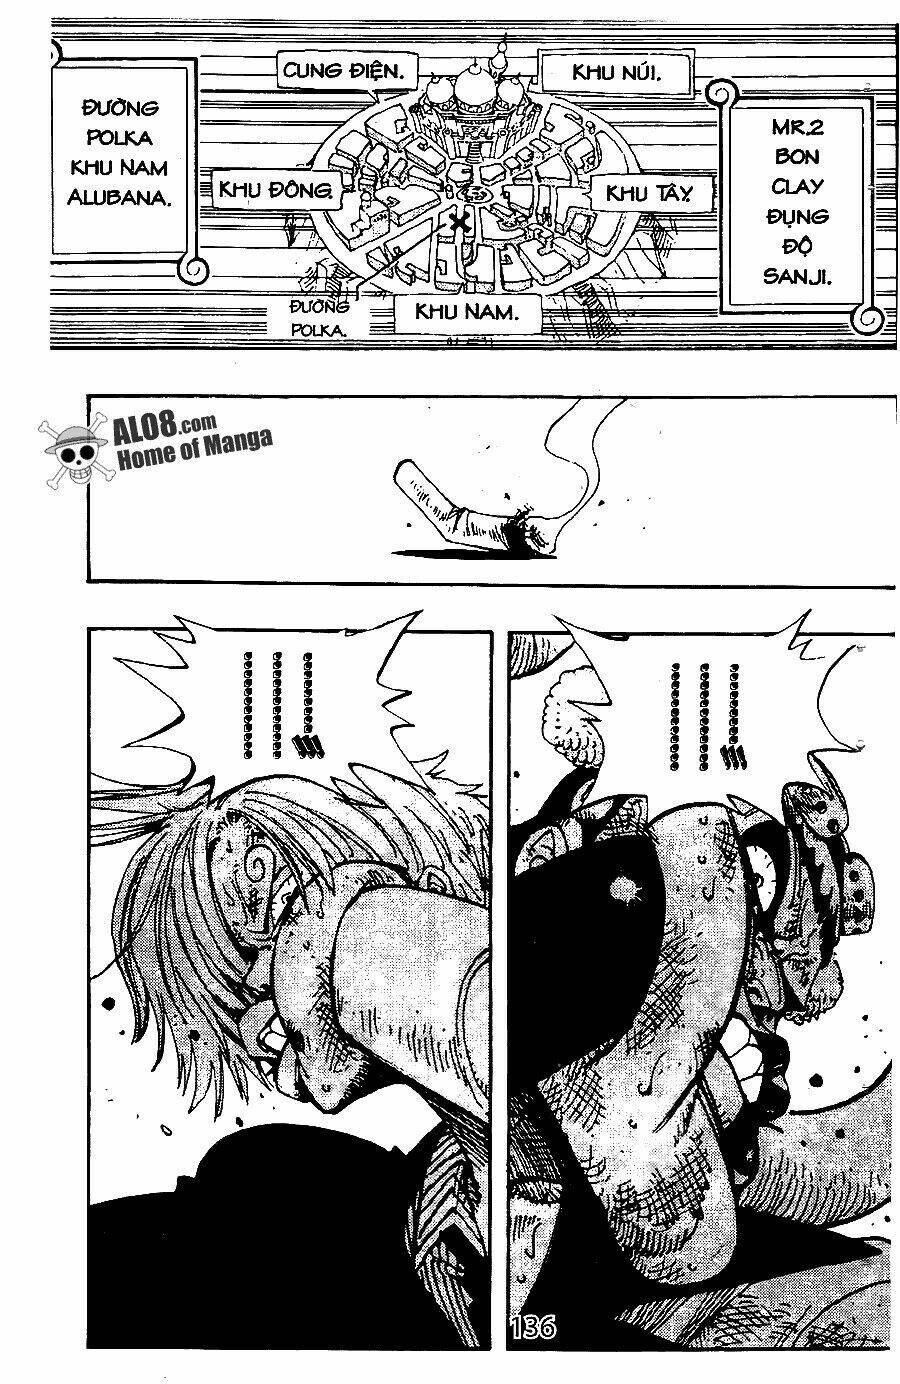 CUNG ĐIỆN.
KHU NÚI.
ĐƯỜNG
POLKA
KHU NAM
ALUBANA.
MR.2
BON
CLAY
ĐỤNG
ĐỘ
SANJI.
KHU ĐÔNG.
KHU TÂY.
ĐƯỜNG
POLKA.
KHU NAM.
AL08.com
Home of Manga
136